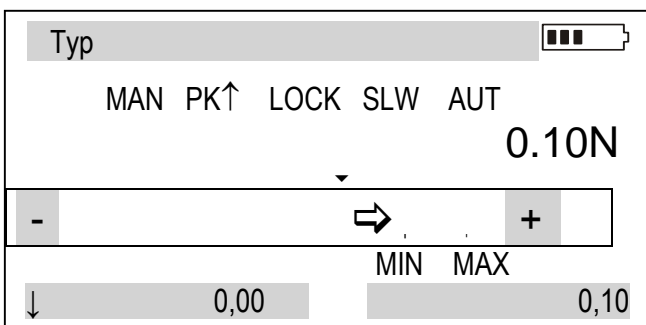 Typ
MAN PK↑ LOCK SLW AUT
0.10N
- +
MIN MAX
↓ 0,00 0,10